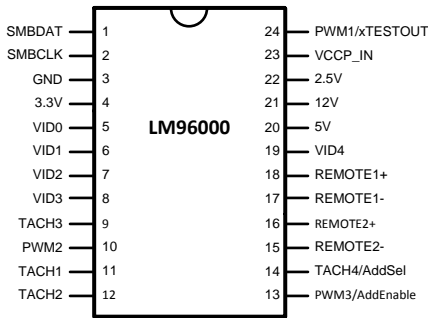 SMBDAT 1 24 PWM1/xTESTOUT
SMBCLK 2 23 VCCP_IN
GND 3 22 2.5V
3.3V 4 21 12V
VID0 5 LM96000 20 5V
VID1 6 19 VID4
VID2 7 18 REMOTE1+
VID3 8 17 REMOTE1-
TACH3 9 16 REMOTE2+
PWM2 10 15 REMOTE2-
TACH1 11 14 TACH4/AddSel
TACH2 12 13 PWM3/AddEnable